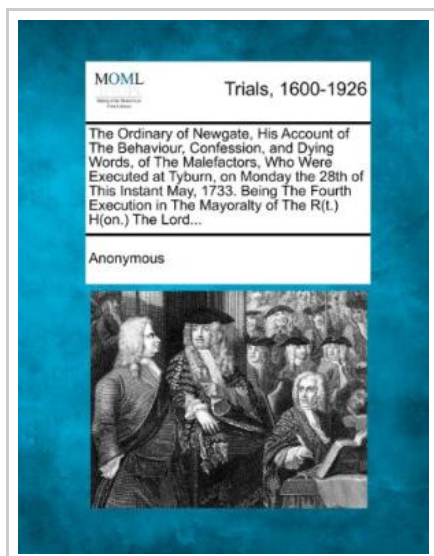 MOML
Trials, 1600-1926
The Ordinary of Newgate, His Account of
The Behaviour, Confession, and Dying
Words, of The Malefactors, Who Were
Executed at Tyburn, on Monday the 28th of
This Instant May, 1733. Being The Fourth
Execution in The Mayoralty of The R(t.)
H(on.) The Lord...
Anonymous